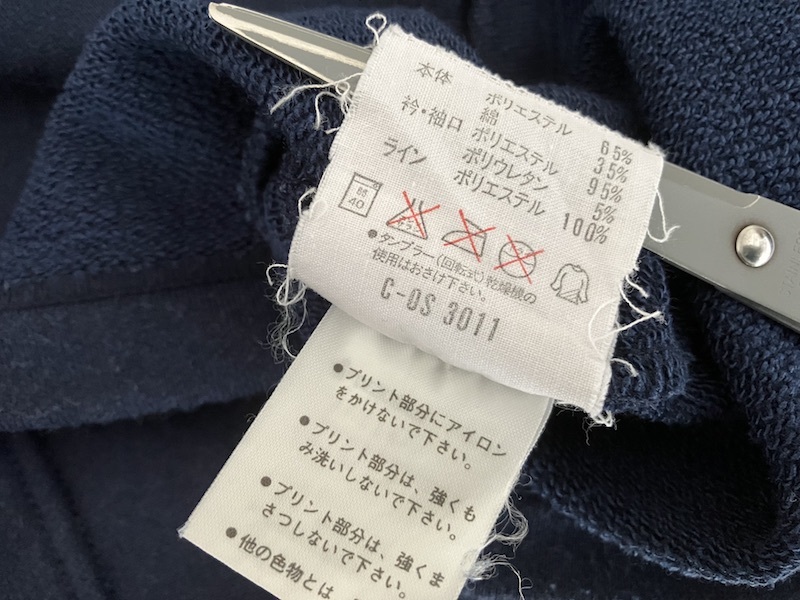 本体 ポリエステル 65%
綿 35%
衿・袖口 ポリエステル 95%
ポリウレタン 5%
ライン ポリエステル 100%
40
●タンブラー(回転式)乾燥機の
使用はおさけ下さい。
C-OS 3011
●プリント部分にアイロン
をかけないで下さい。
●プリント部分は、強くも
み洗いしないで下さい。
●プリント部分は、強くま
さつしないで下さい。
●他の色物とは